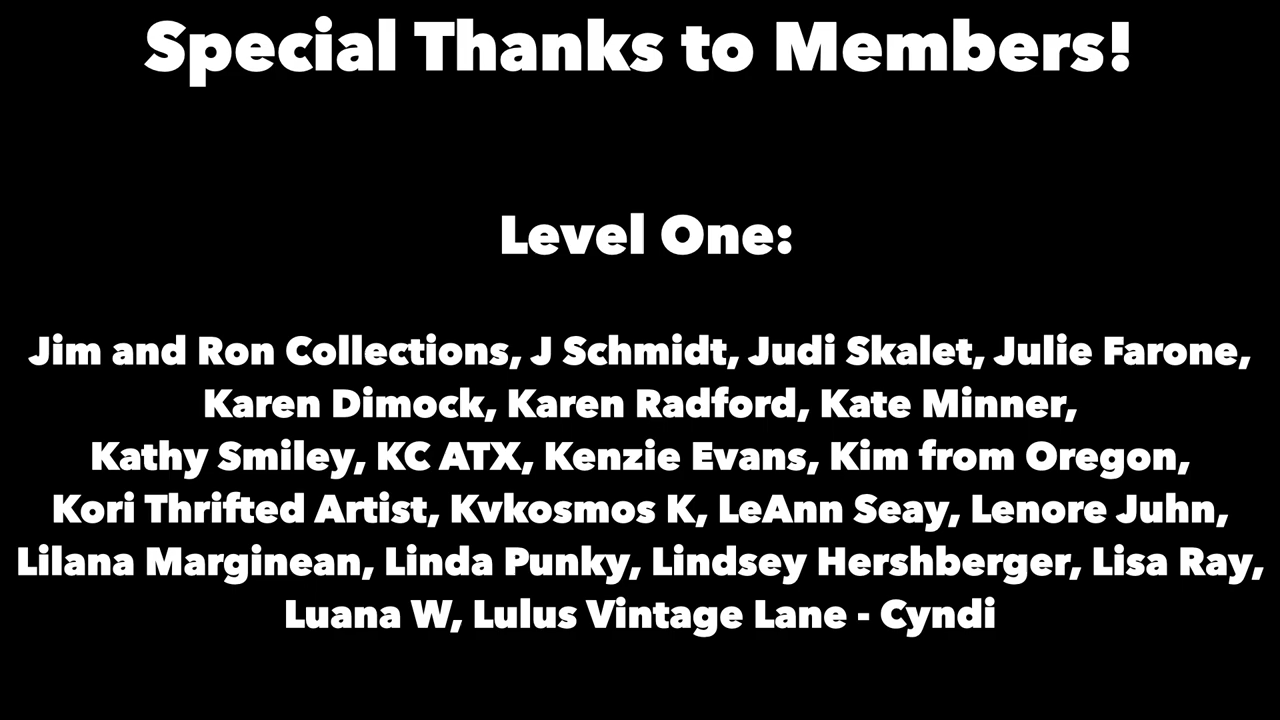 Special Thanks to Members!
Level One:
Jim and Ron Collections, J Schmidt, Judi Skalet, Julie Farone,
Karen Dimock, Karen Radford, Kate Minner,
Kathy Smiley, KC ATX, Kenzie Evans, Kim from Oregon,
Kori Thrifted Artist, Kvkosmos K, LeAnn Seay, Lenore Juhn,
Lilana Marginean, Linda Punky, Lindsey Hershberger, Lisa Ray,
Luana W, Lulus Vintage Lane - Cyndi